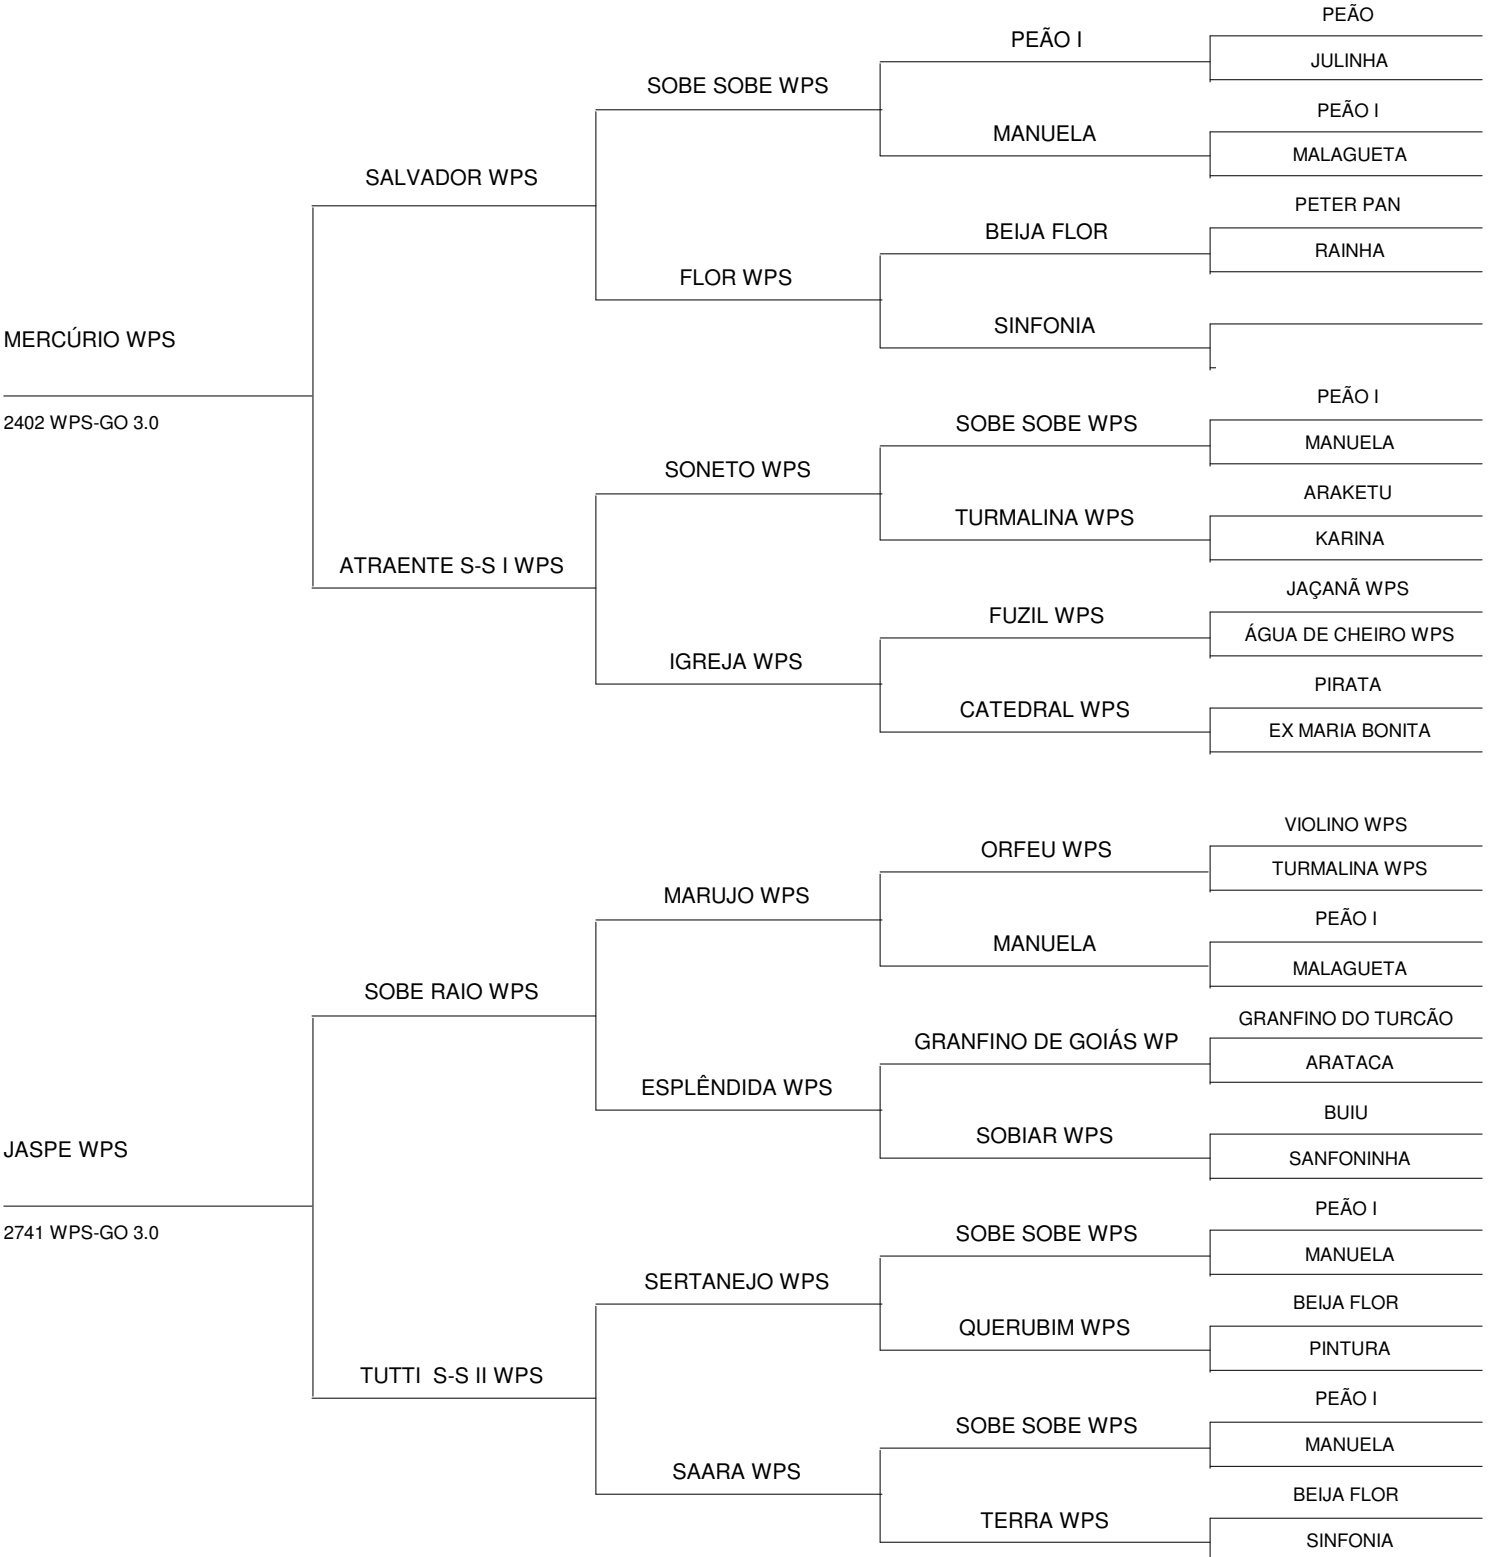 PEÃO
PEÃO I
JULINHA
SOBE SOBE WPS
PEÃO I
MANUELA
MALAGUETA
SALVADOR WPS
PETER PAN
BEIJA FLOR
RAINHA
FLOR WPS
SINFONIA
MERCÚRIO WPS
2402 WPS-GO 3.0
PEÃO I
SOBE SOBE WPS
MANUELA
SONETO WPS
ARAKETU
TURMALINA WPS
KARINA
ATRAENTE S-S I WPS
JAÇANÃ WPS
FUZIL WPS
ÁGUA DE CHEIRO WPS
IGREJA WPS
PIRATA
CATEDRAL WPS
EX MARIA BONITA
VIOLINO WPS
ORFEU WPS
TURMALINA WPS
MARUJO WPS
PEÃO I
MANUELA
MALAGUETA
SOBE RAIO WPS
GRANFINO DO TURCÃO
GRANFINO DE GOIÁS WP
ARATACA
ESPLÊNDIDA WPS
BUIU
SOBIAR WPS
SANFONINHA
JASPE WPS
2741 WPS-GO 3.0
PEÃO I
SOBE SOBE WPS
MANUELA
SERTANEJO WPS
BEIJA FLOR
QUERUBIM WPS
PINTURA
TUTTI  S-S II WPS
PEÃO I
SOBE SOBE WPS
MANUELA
SAARA WPS
BEIJA FLOR
TERRA WPS
SINFONIA